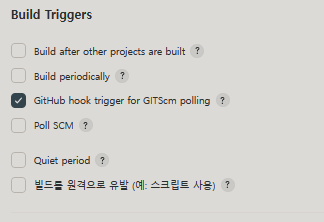 Build Triggers
Build after other projects are built ?
Build periodically ?
GitHub hook trigger for GITScm polling ?
Poll SCM ?
Quiet period ?
빌드를 원격으로 유발 (예: 스크립트 사용) ?